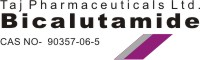 Taj Pharmaceuticals Ltd.
Bicalutamide
CAS NO- 90357-06-5